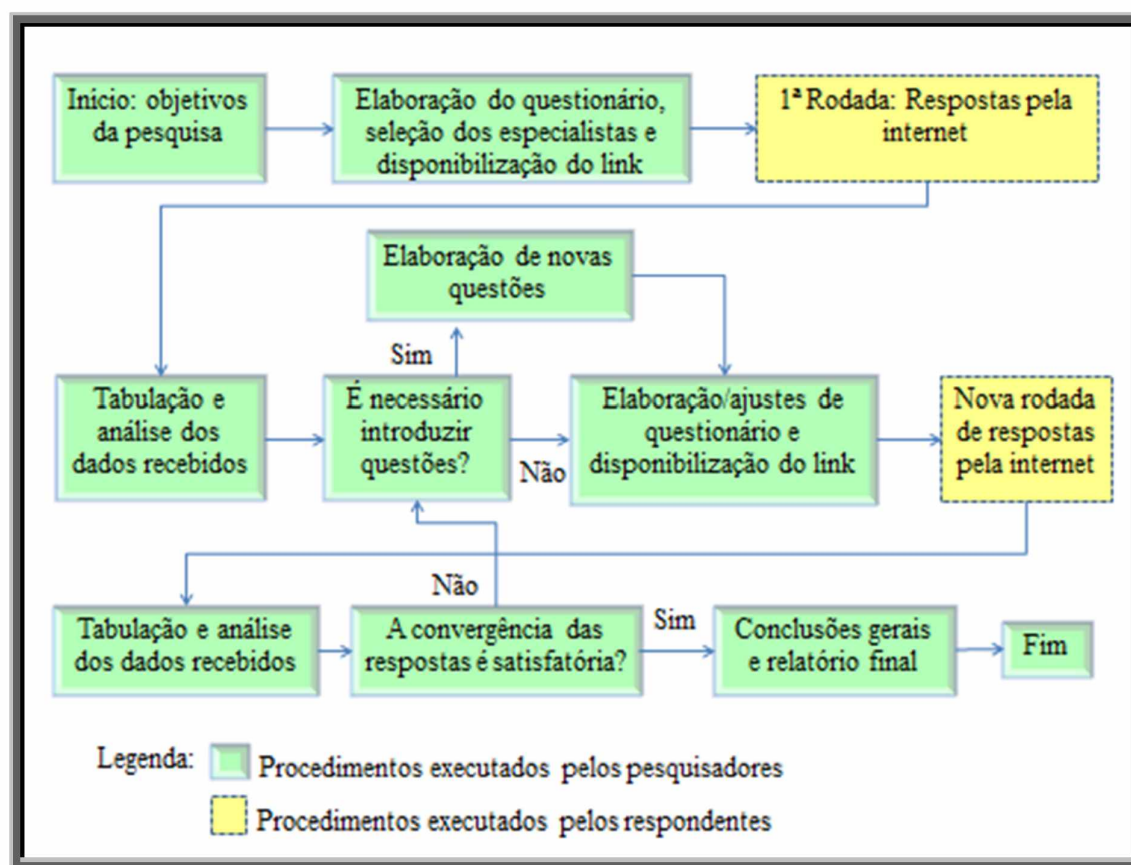 Início: objetivos
da pesquisa
Elaboração do questionário,
seleção dos especialistas e
disponibilização do link
1ª Rodada: Respostas pela
internet
Elaboração de novas
questões
Sim
Tabulação e
análise dos
dados recebidos
É necessário
introduzir
questões?
Não
Elaboração/ajustes de
questionário e
disponibilização do link
Nova rodada
de respostas
pela internet
Não
Tabulação e análise
dos dados recebidos
A convergência das
respostas é satisfatória?
Sim
Conclusões gerais
e relatório final
Fim
Legenda:
Procedimentos executados pelos pesquisadores
Procedimentos executados pelos respondentes